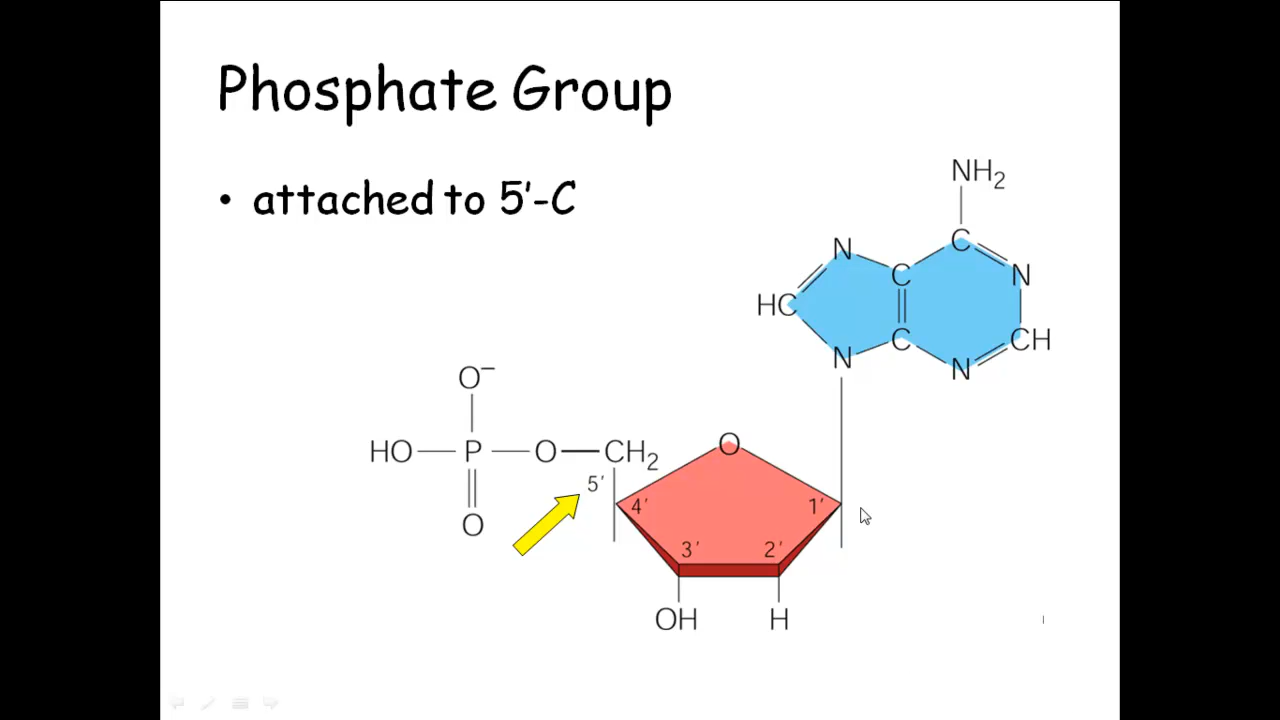 Phosphate Group
• attached to 5'-C
NH2
N
C
N
C
HC
C
CH
N
N
O−
HO
P
O
CH2
O
5'
4'
1'
O
3'
2'
OH
H